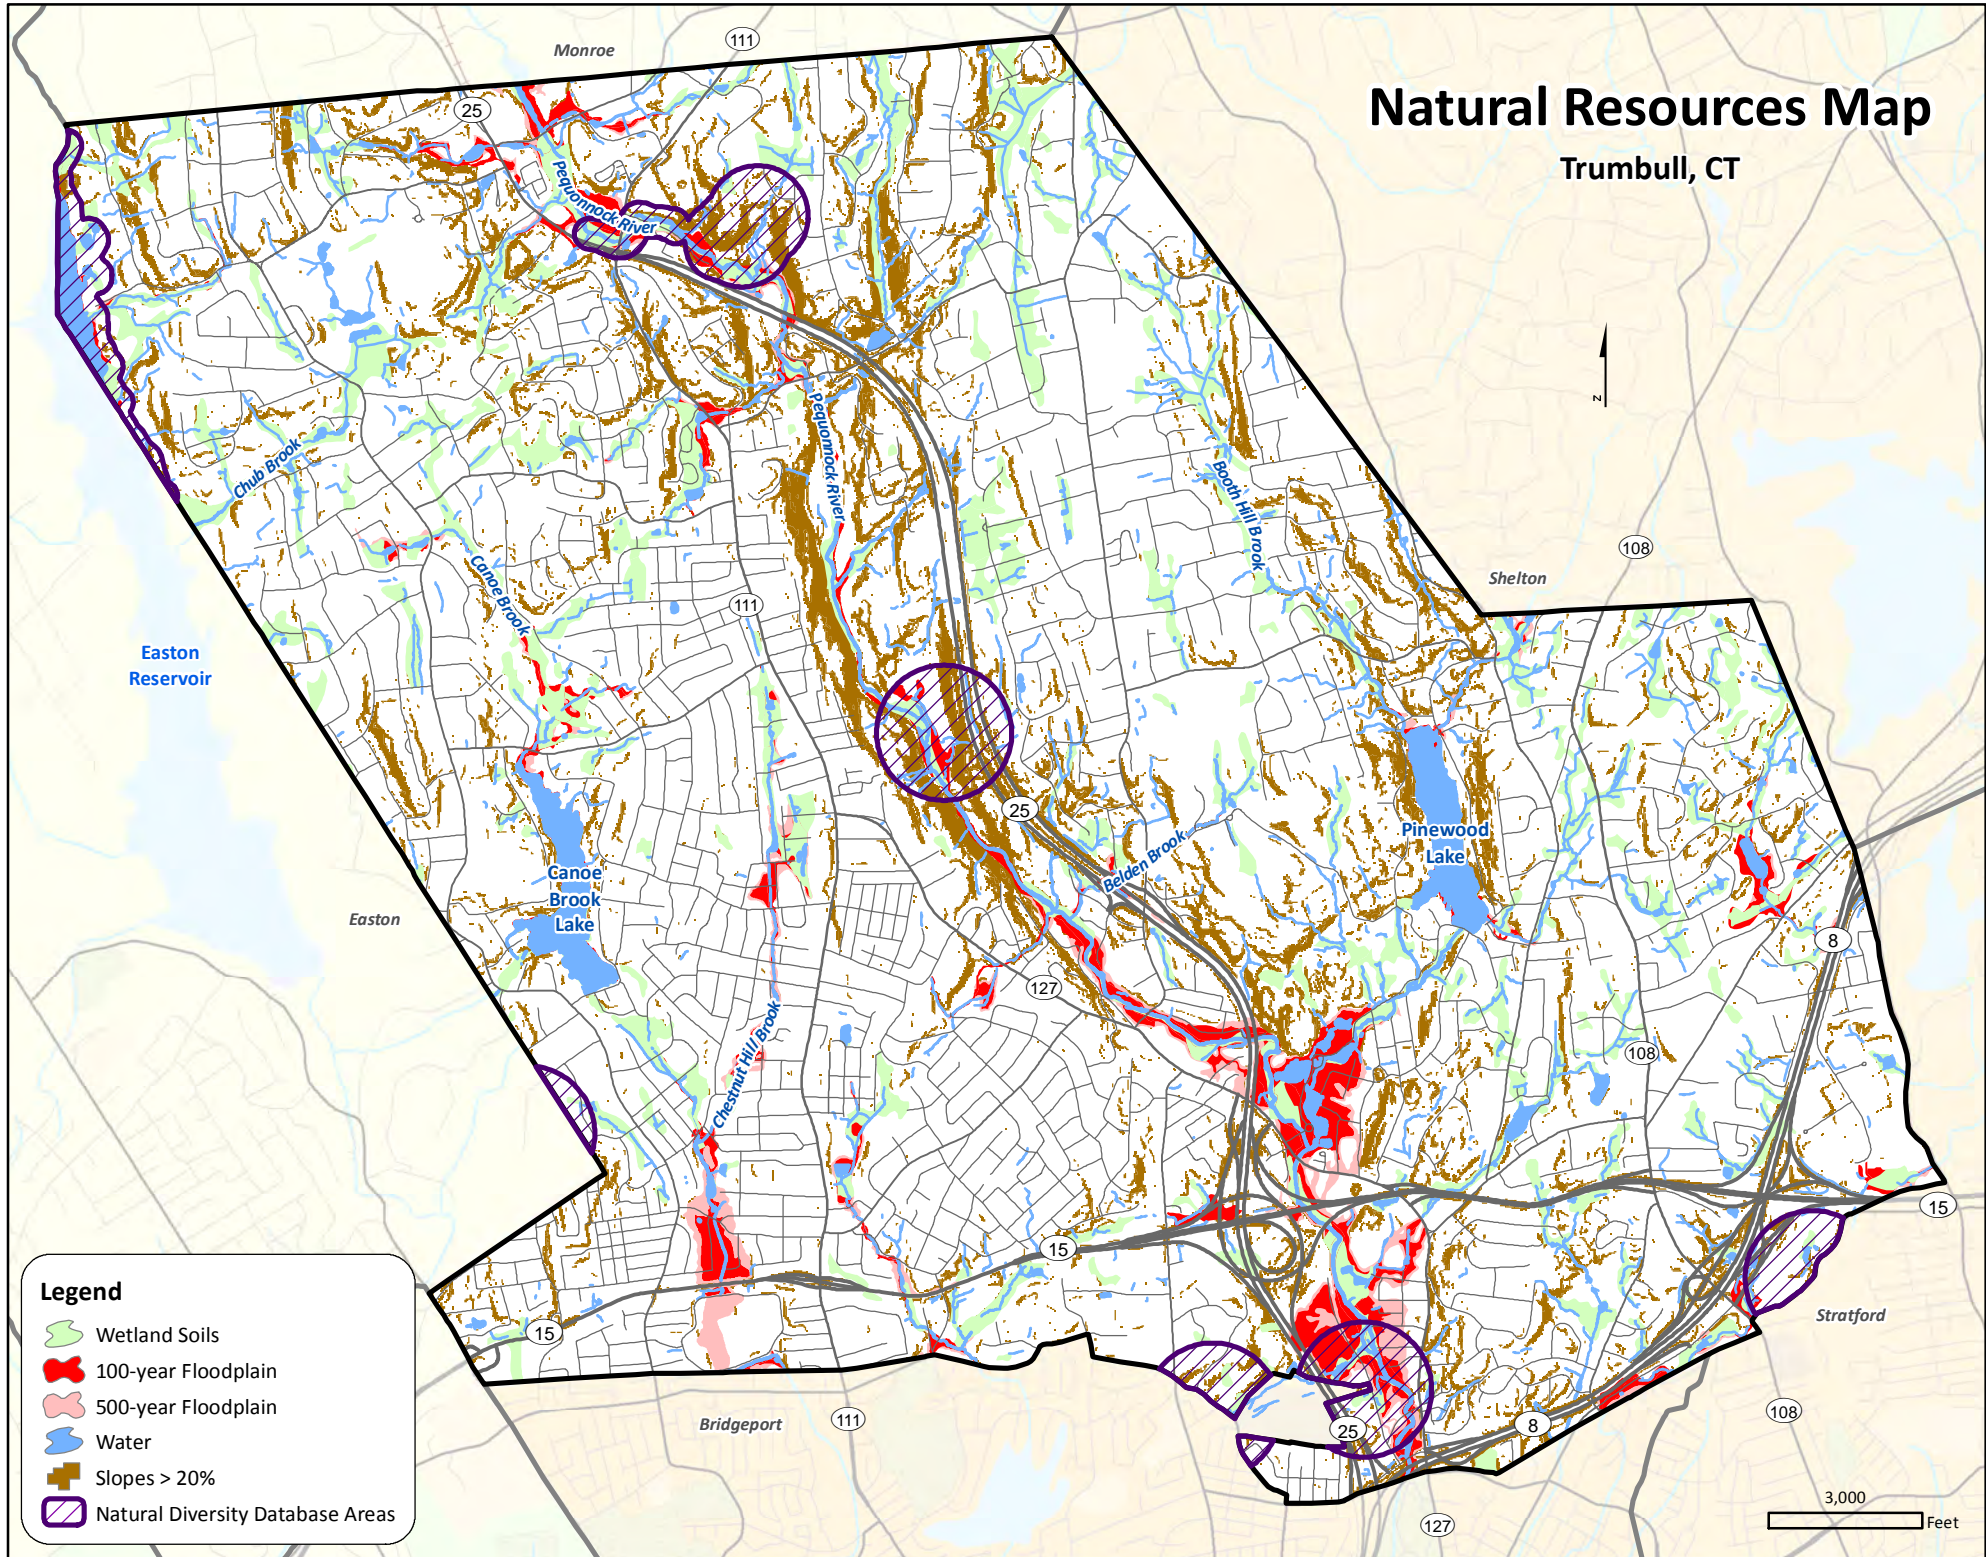 Natural Resources Map
Trumbull, CT
Monroe
111
25
Pequonnock River
N
Chub Brook
Pequonnock River
Booth Hill Brook
108
Shelton
Canoe Brook
111
Easton
Reservoir
25
Belden Brook
Pinewood
Lake
Canoe
Brook
Lake
Easton
8
127
Chestnut Hill Brook
108
15
15
15
Stratford
Bridgeport
111
25
8
108
127
Legend
Wetland Soils
100-year Floodplain
500-year Floodplain
Water
Slopes > 20%
Natural Diversity Database Areas
3,000
Feet